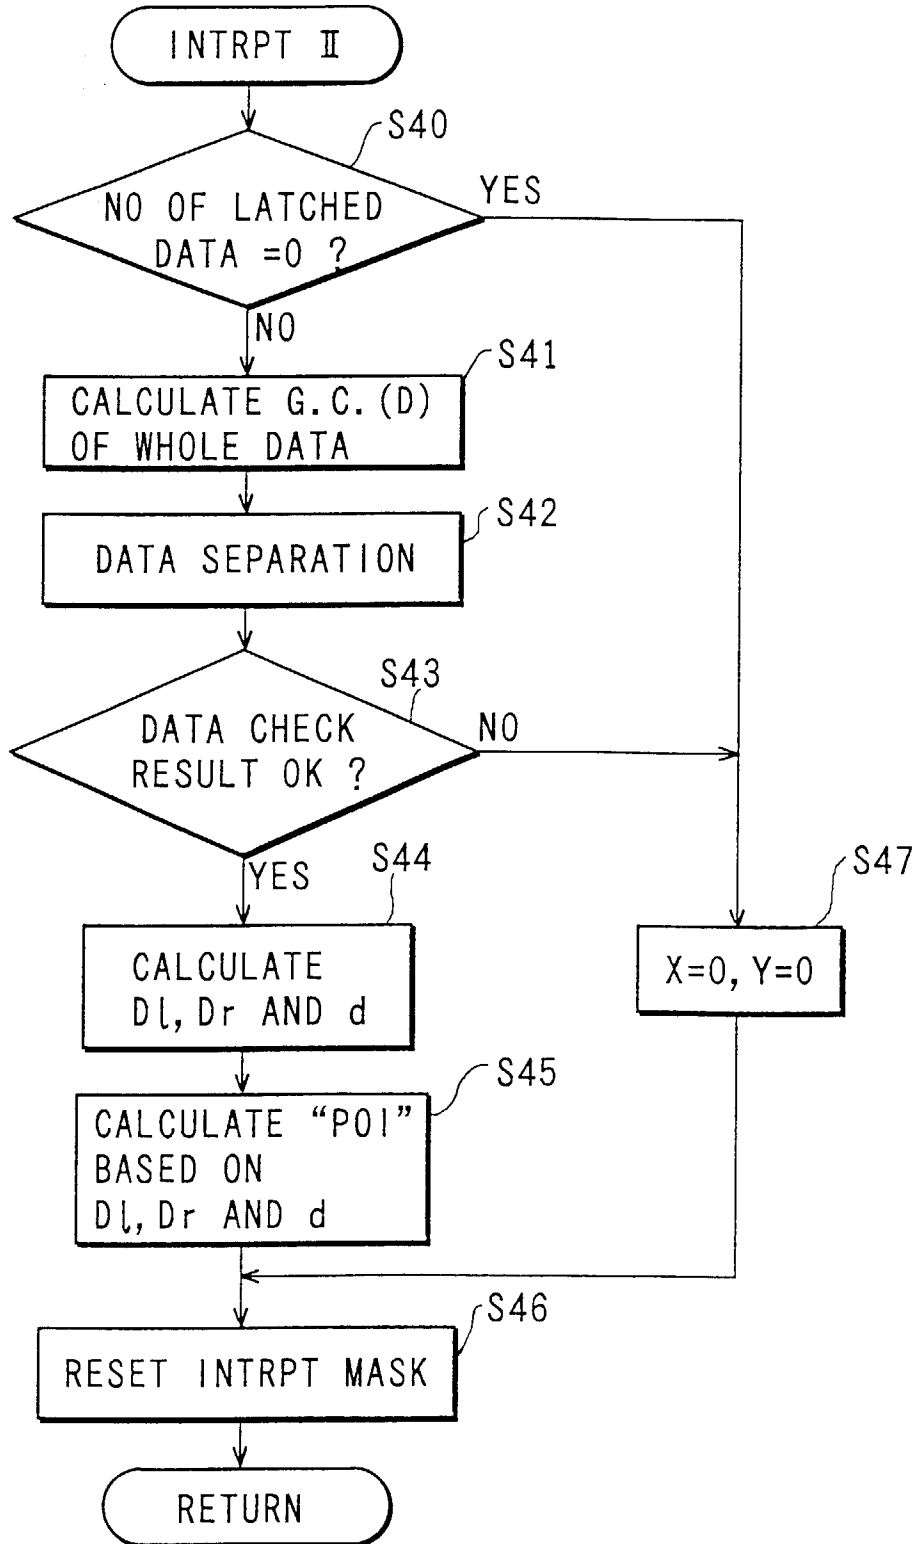 INTRPT II
S40
NO OF LATCHED
DATA =0 ?
YES
NO
S41
CALCULATE G.C.(D)
OF WHOLE DATA
S42
DATA SEPARATION
S43
DATA CHECK
RESULT OK ?
NO
YES
S44
CALCULATE
Dl, Dr AND d
S47
X=0, Y=0
S45
CALCULATE “POI”
BASED ON
Dl, Dr AND d
S46
RESET INTRPT MASK
RETURN